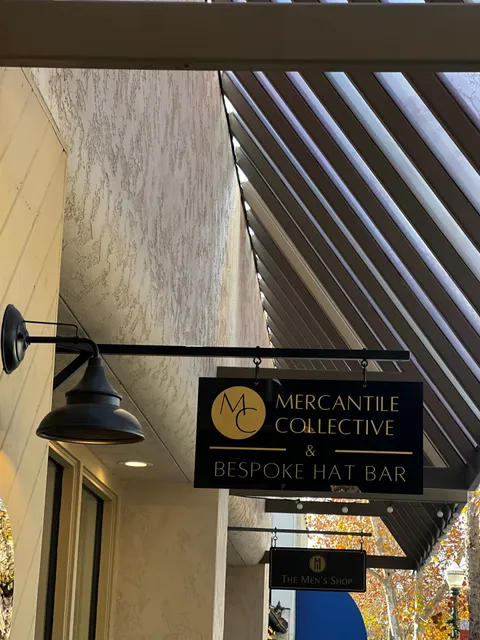 MC
MERCANTILE
COLLECTIVE
&
BESPOKE HAT BAR
M
THE MEN'S SHOP